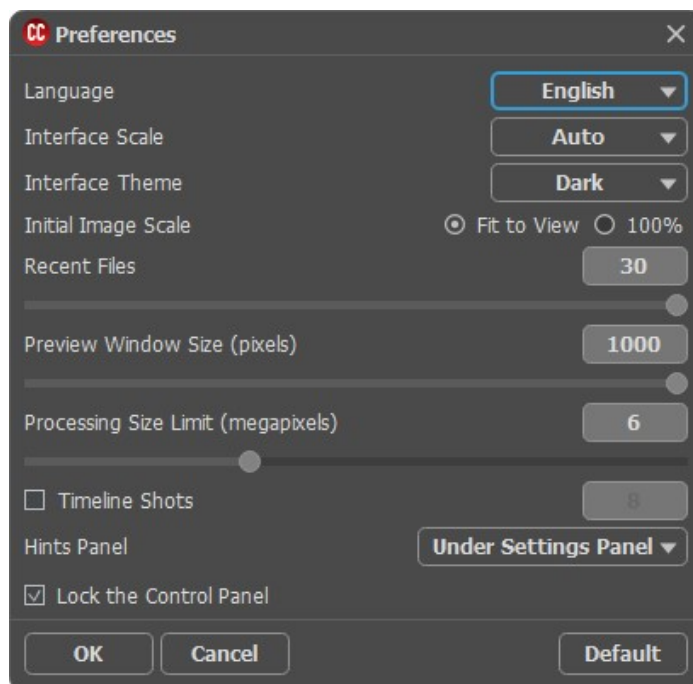 CC Preferences
Language English
Interface Scale Auto
Interface Theme Dark
Initial Image Scale Fit to View 100%
Recent Files 30
Preview Window Size (pixels) 1000
Processing Size Limit (megapixels) 6
Timeline Shots 8
Hints Panel Under Settings Panel
Lock the Control Panel
OK Cancel Default